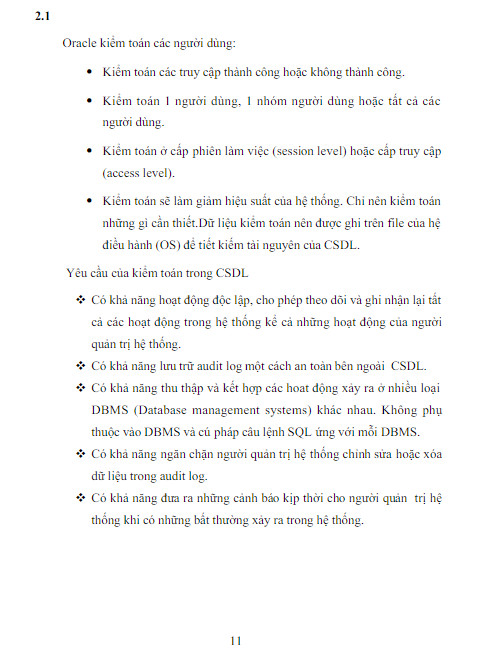 2.1
Oracle kiểm toán các người dùng:
• Kiểm toán các truy cập thành công hoặc không thành công.
• Kiểm toán 1 người dùng, 1 nhóm người dùng hoặc tất cả các
người dùng.
• Kiểm toán ở cấp phiên làm việc (session level) hoặc cấp truy cập
(access level).
• Kiểm toán sẽ làm giảm hiệu suất của hệ thống. Chỉ nên kiểm toán
những gì cần thiết.Dữ liệu kiểm toán nên được ghi trên file của hệ
điều hành (OS) để tiết kiểm tài nguyên của CSDL.
Yêu cầu của kiểm toán trong CSDL
❖ Có khả năng hoạt động độc lập, cho phép theo dõi và ghi nhận lại tất
cả các hoạt động trong hệ thống kể cả những hoạt động của người
quản trị hệ thống.
❖ Có khả năng lưu trữ audit log một cách an toàn bên ngoài CSDL.
❖ Có khả năng thu thập và kết hợp các hoat động xảy ra ở nhiều loại
DBMS (Database management systems) khác nhau. Không phụ
thuộc vào DBMS và cú pháp câu lệnh SQL ứng với mỗi DBMS.
❖ Có khả năng ngăn chặn người quản trị hệ thống chỉnh sửa hoặc xóa
dữ liệu trong audit log.
❖ Có khả năng đưa ra những cảnh báo kịp thời cho người quản trị hệ
thống khi có những bất thường xảy ra trong hệ thống.
11